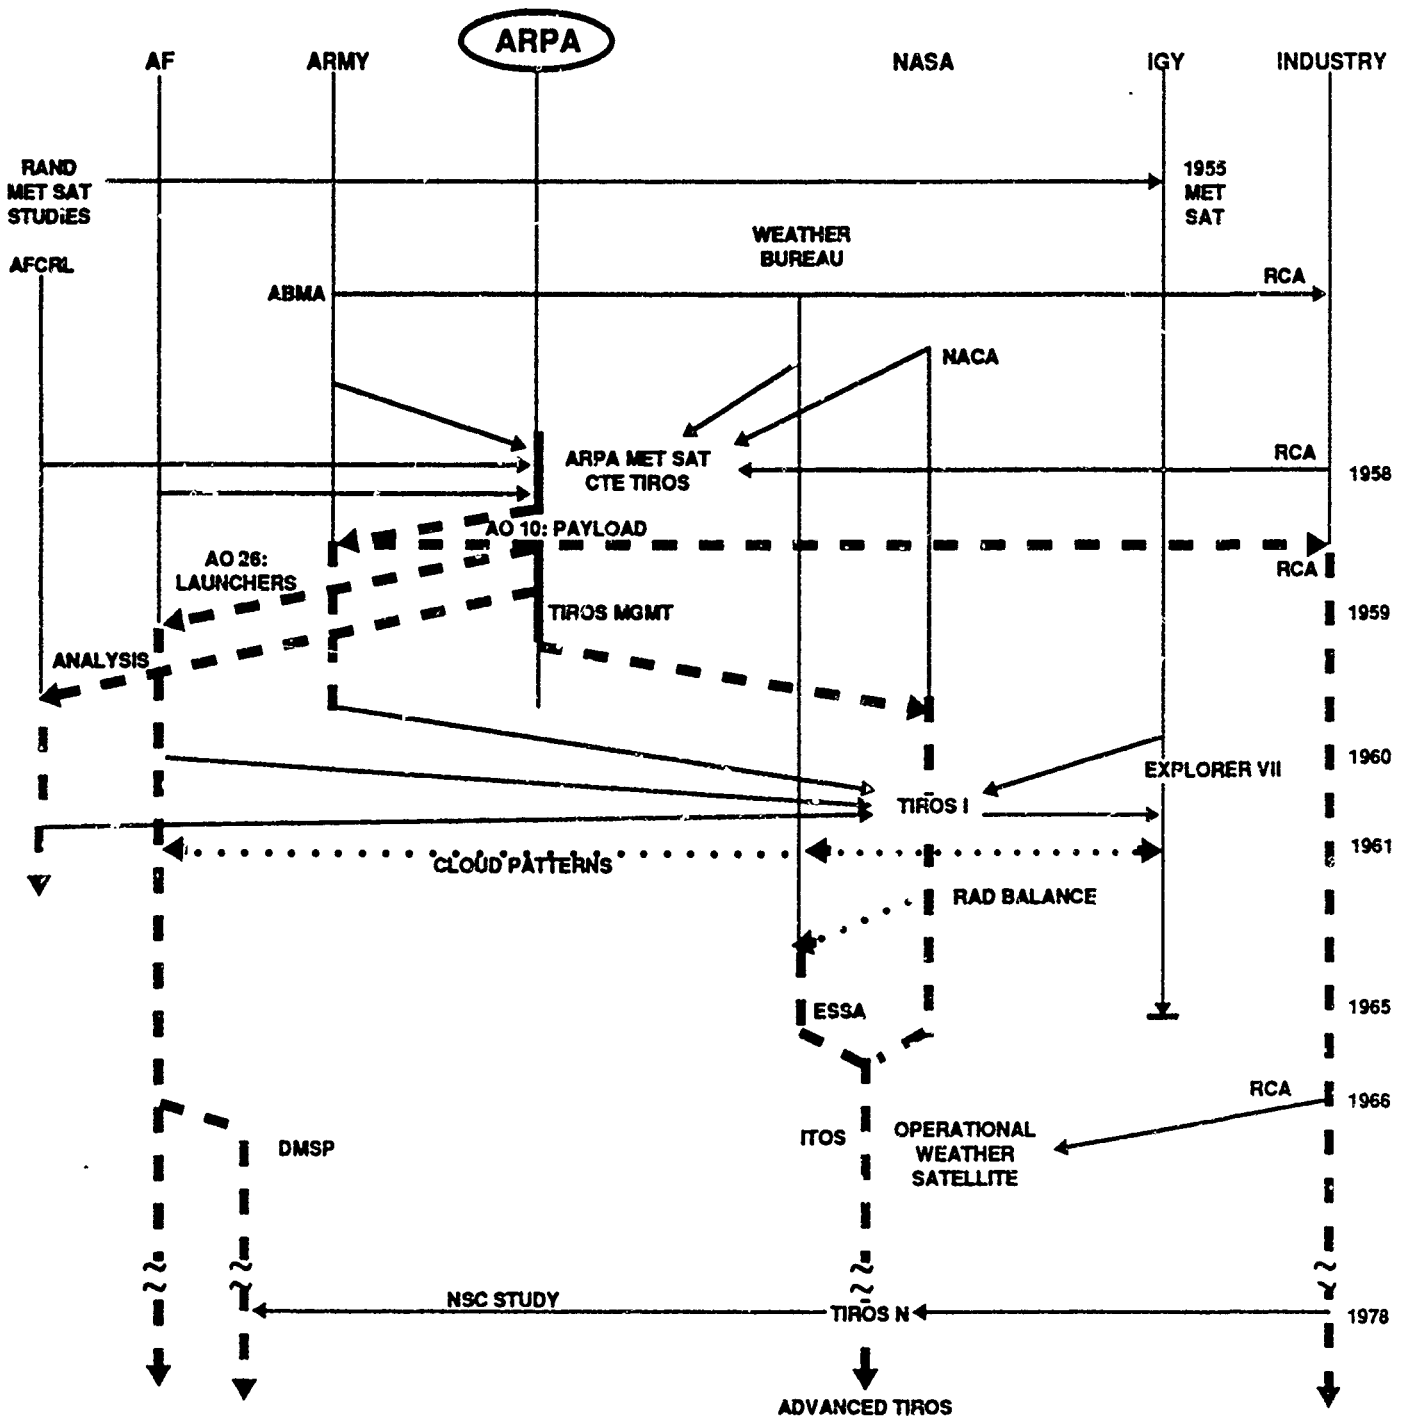 ARPA
AF
ARMY
NASA
IGY
INDUSTRY
RAND
MET SAT
STUDIES
1955
MET
SAT
WEATHER
BUREAU
AFCRL
ABMA
RCA
NACA
ARPA MET SAT
CTE TIROS
RCA
1958
AO 10: PAYLOAD
AO 26:
LAUNCHERS
RCA
TIROS MGMT
1959
ANALYSIS
1960
EXPLORER VII
TIROS I
1961
CLOUD PATTERNS
RAD BALANCE
ESSA
1965
RCA
1966
ITOS
OPERATIONAL
WEATHER
SATELLITE
DMSP
NSC STUDY
TIROS N
1978
ADVANCED TIROS